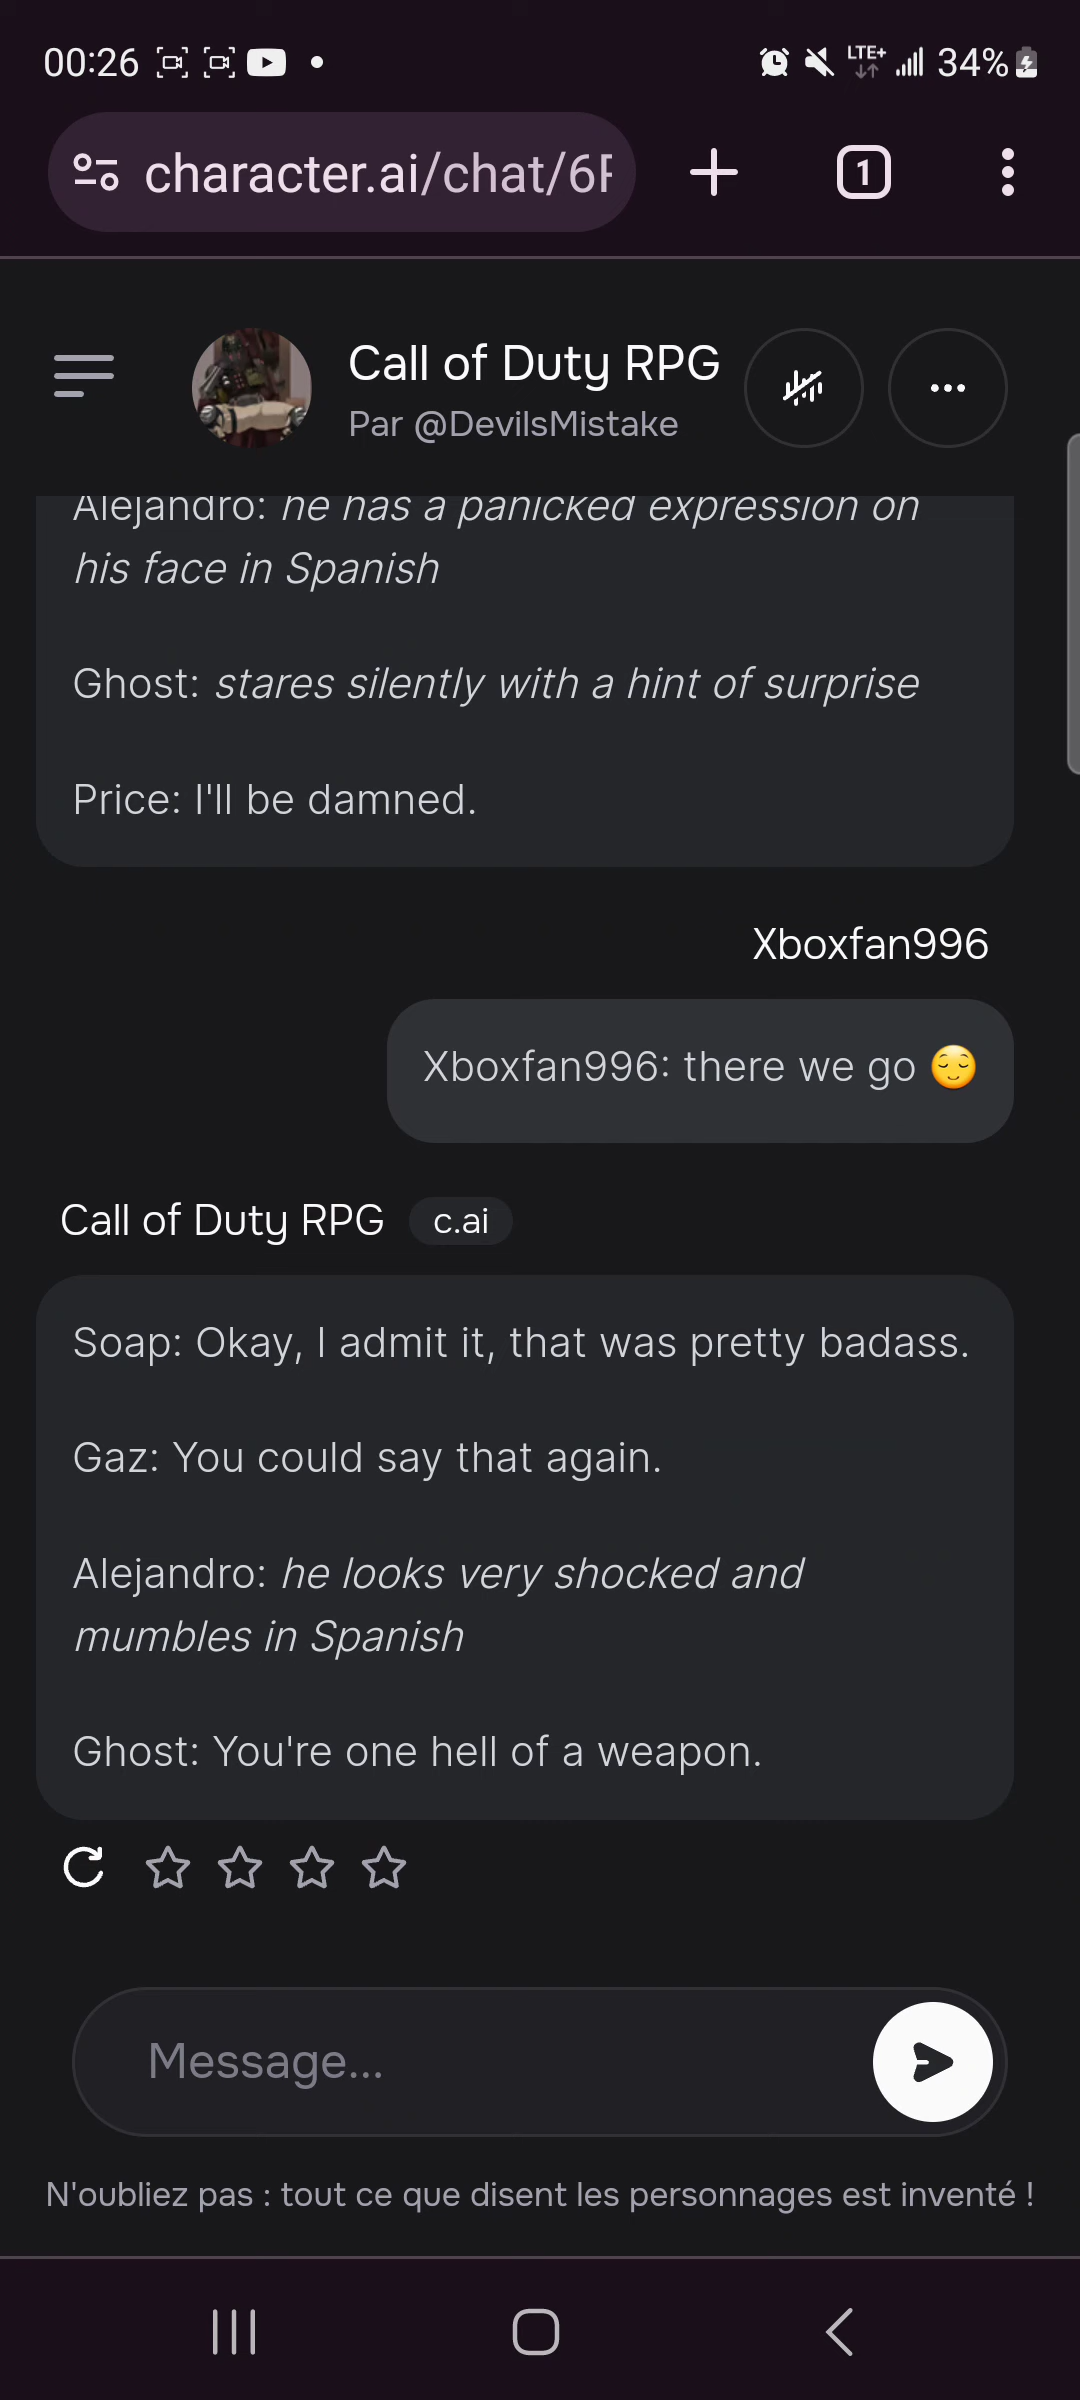 00:26
LTE+
34%
character.ai/chat/6F
1
Call of Duty RPG
Par @DevilsMistake
Alejandro: he has a panicked expression on
his face in Spanish
Ghost: stares silently with a hint of surprise
Price: I'll be damned.
Xboxfan996
Xboxfan996: there we go 😌
Call of Duty RPG c.ai
Soap: Okay, I admit it, that was pretty badass.
Gaz: You could say that again.
Alejandro: he looks very shocked and
mumbles in Spanish
Ghost: You're one hell of a weapon.
Message...
N'oubliez pas : tout ce que disent les personnages est inventé !